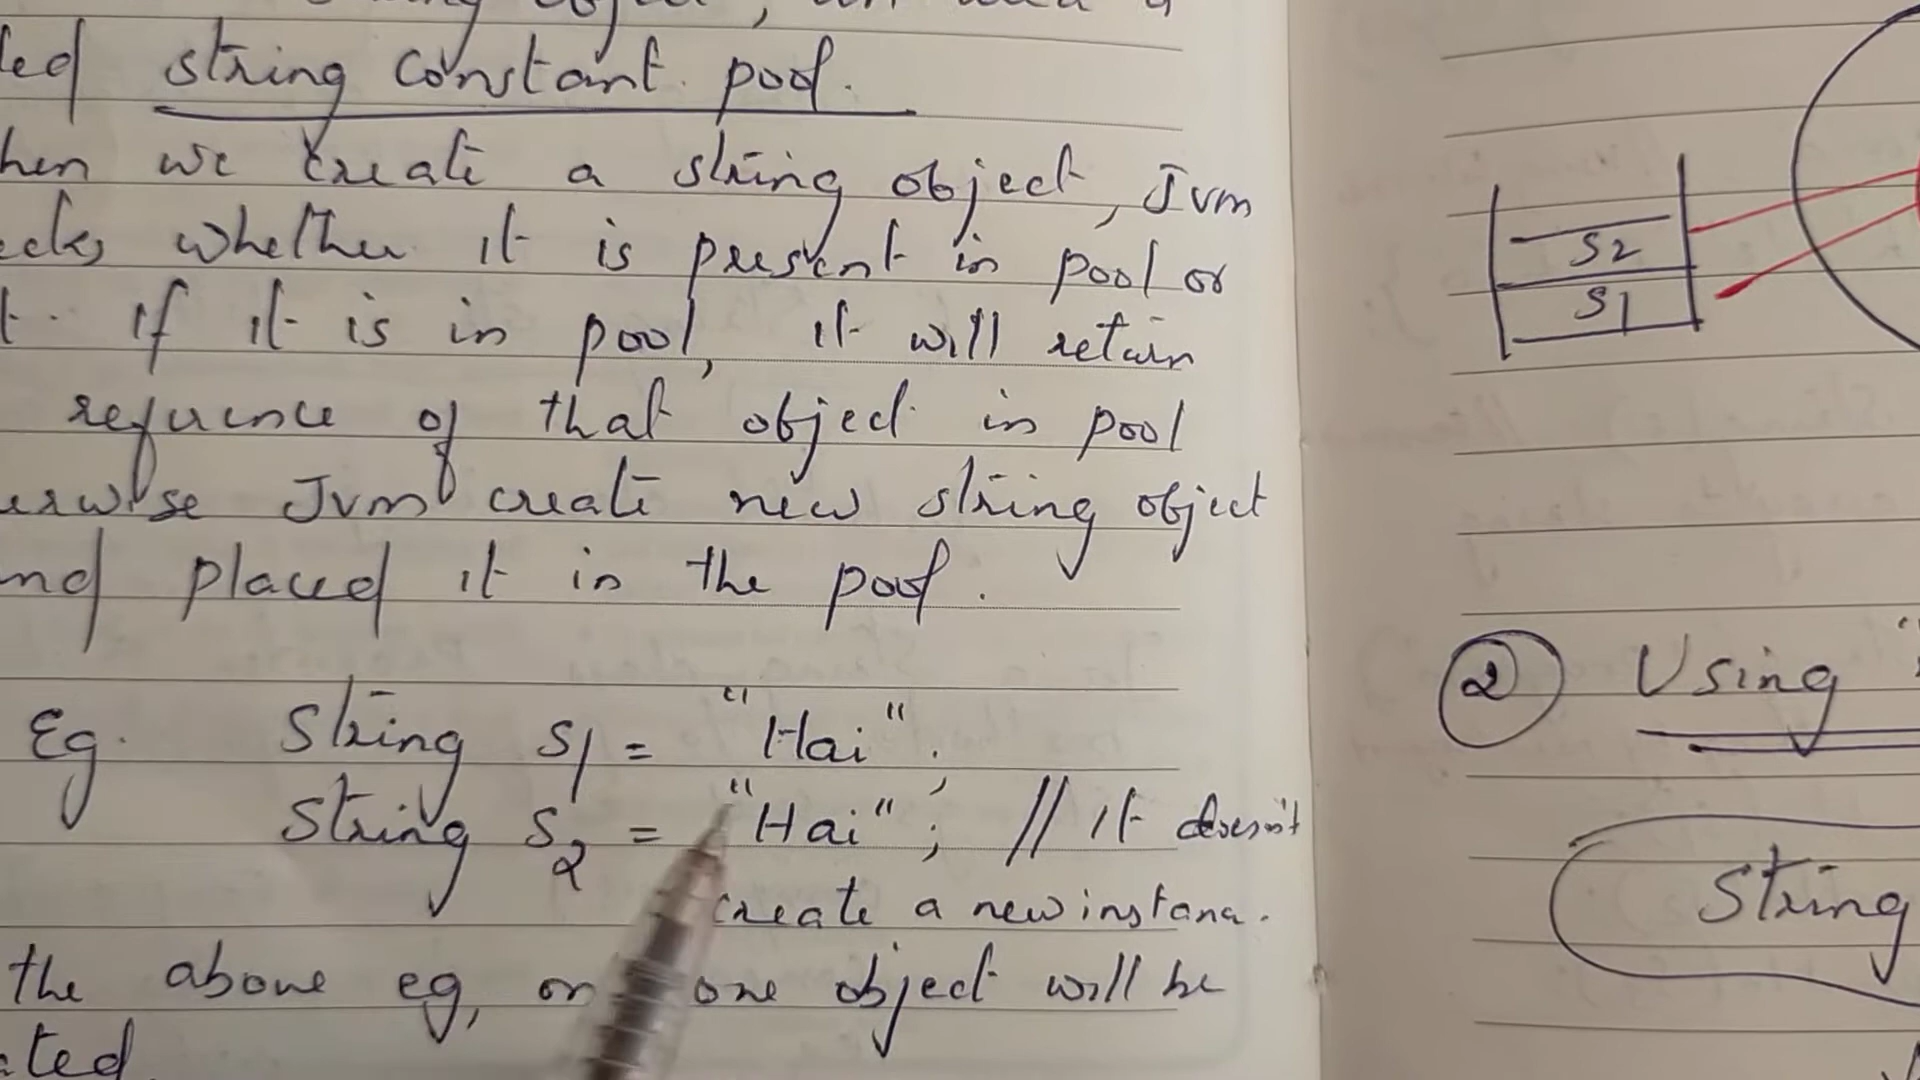 string constant pool.
we create a string object, Jvm
whether it is present in pool or
if it is in pool, it will return
reference of that object in pool
Jvm create new string object
placed it in the pool.
Eg. String s1 = "Hai";
String s2 = "Hai"; // it doesn't
create a new instance.
the above eg, one object will be
S2
S1
2 Using
String